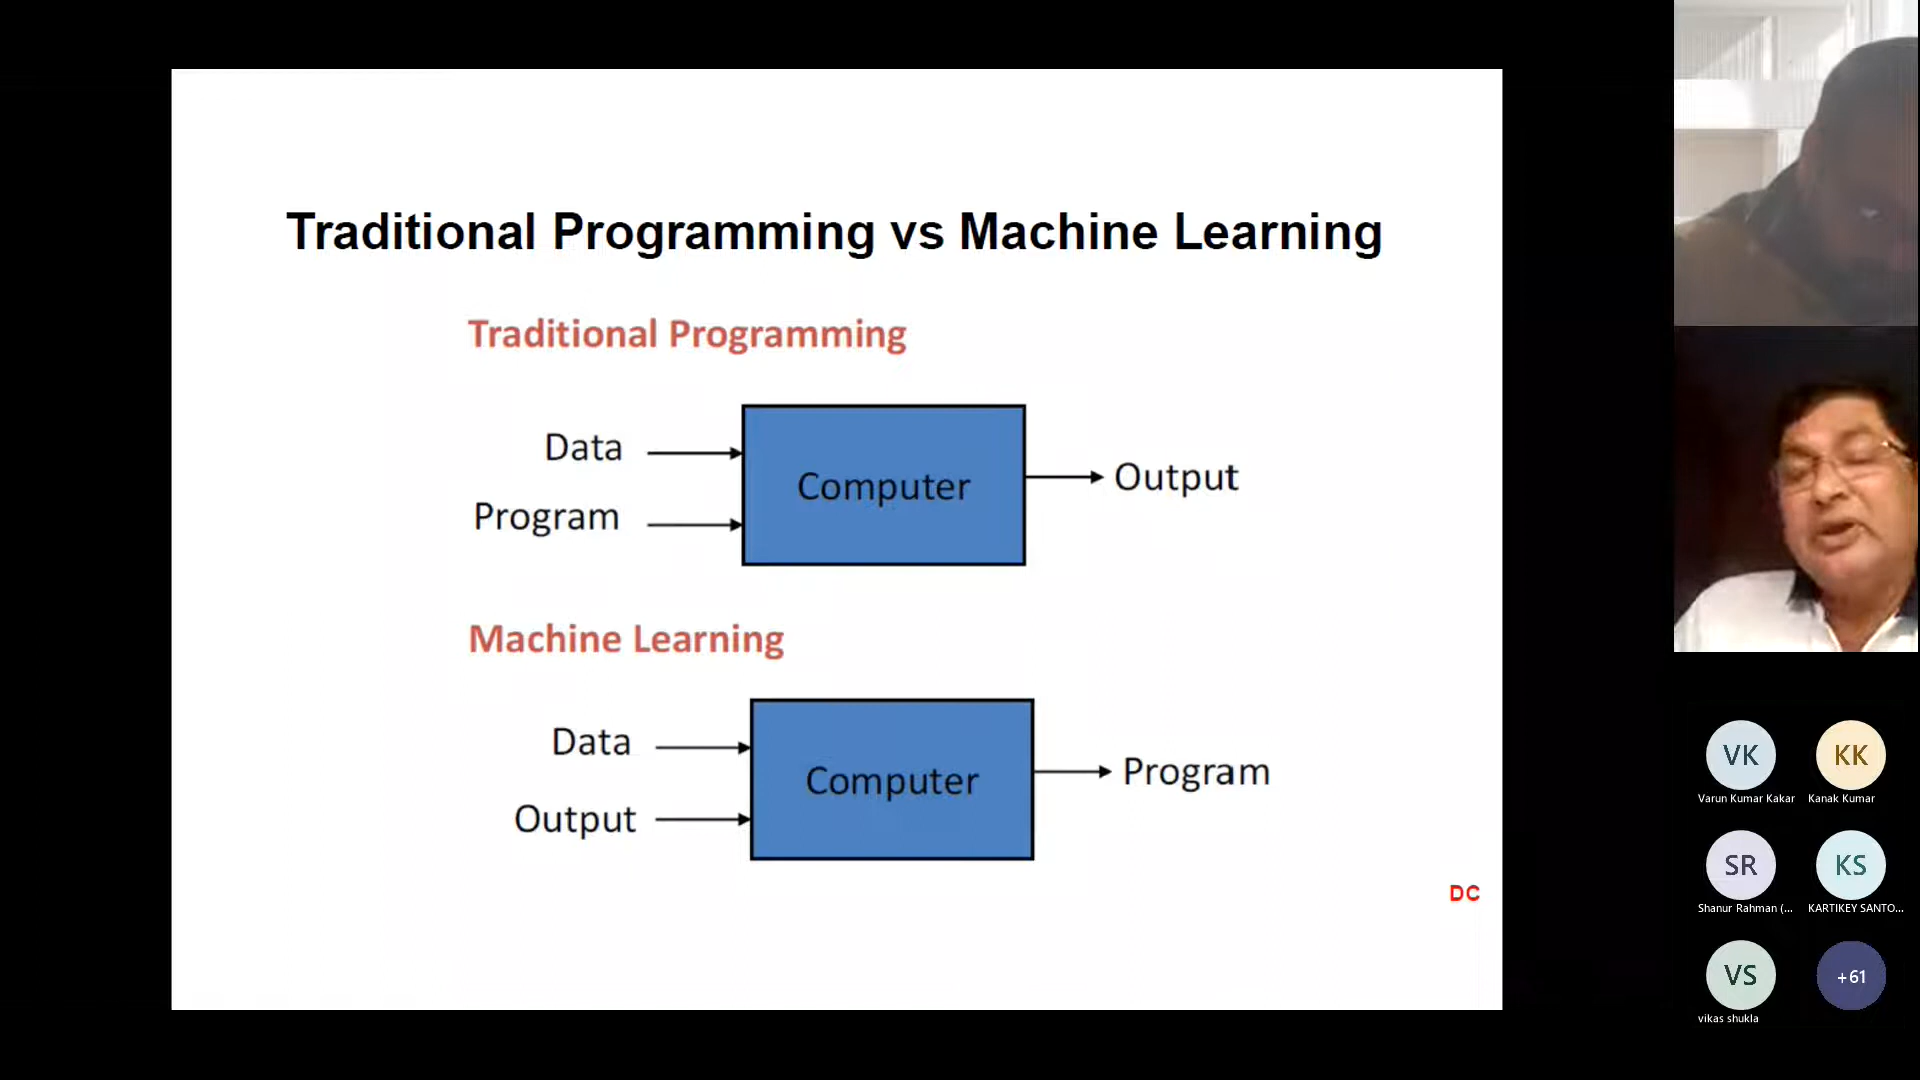 Traditional Programming vs Machine Learning
Traditional Programming
Data
Program
Computer
Output
Machine Learning
Data
Output
Computer
Program
DC
VK
Varun Kumar Kakar
KK
Kanak Kumar
SR
Shanur Rahman (...
KS
KARTIKEY SANTO...
VS
vikas shukla
+61